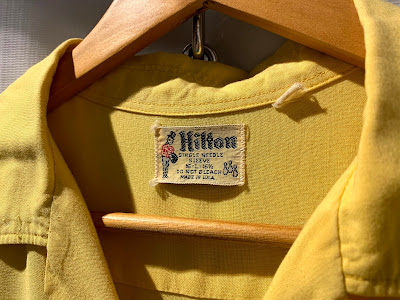 Hilton
SINGLE NEEDLE
SLEEVE
DO NOT BLEACH
MADE IN U.S.A.